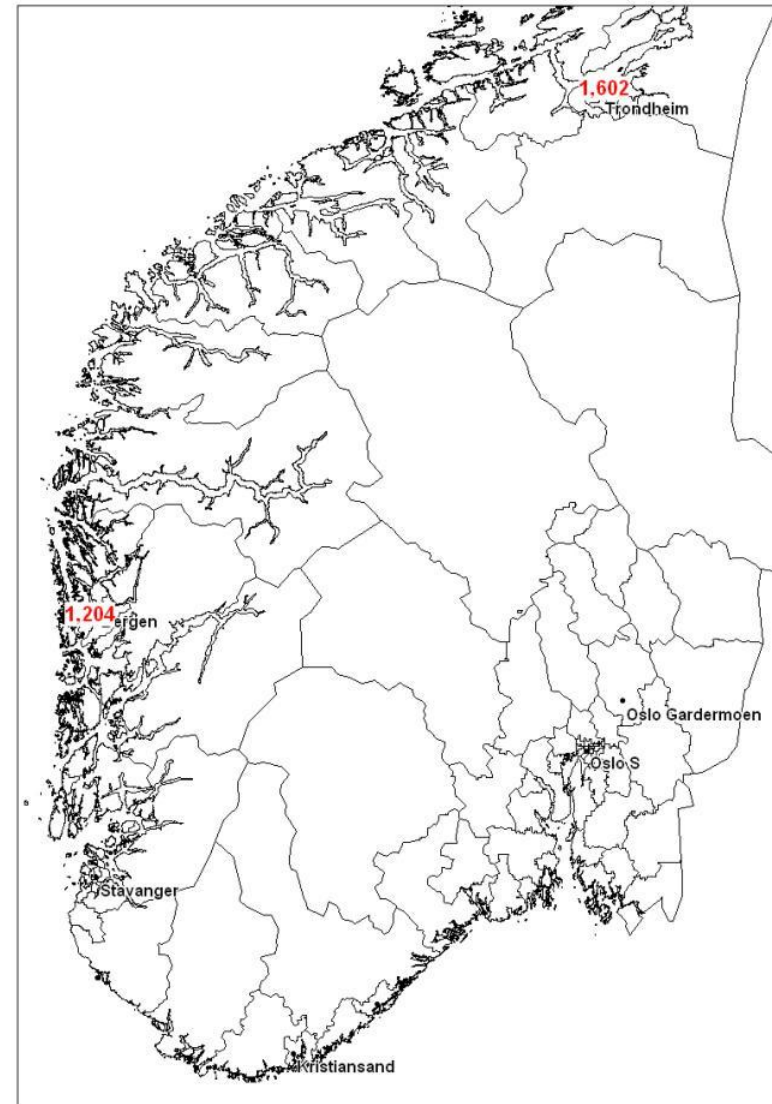 1,602
Trondheim
1,204
ergen
Oslo Gardermoen
Oslo S
Stavanger
Kristiansand